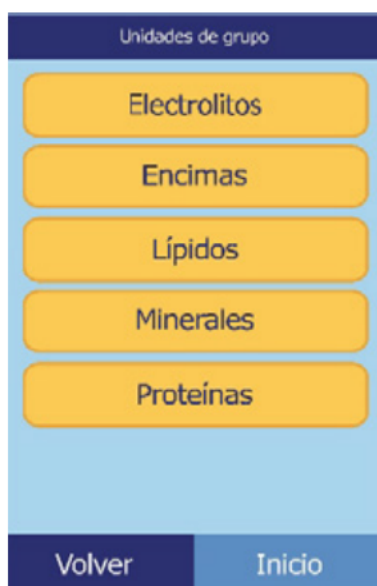 Unidades de grupo
Electrolitos
Encimas
Lípidos
Minerales
Proteínas
Volver Inicio